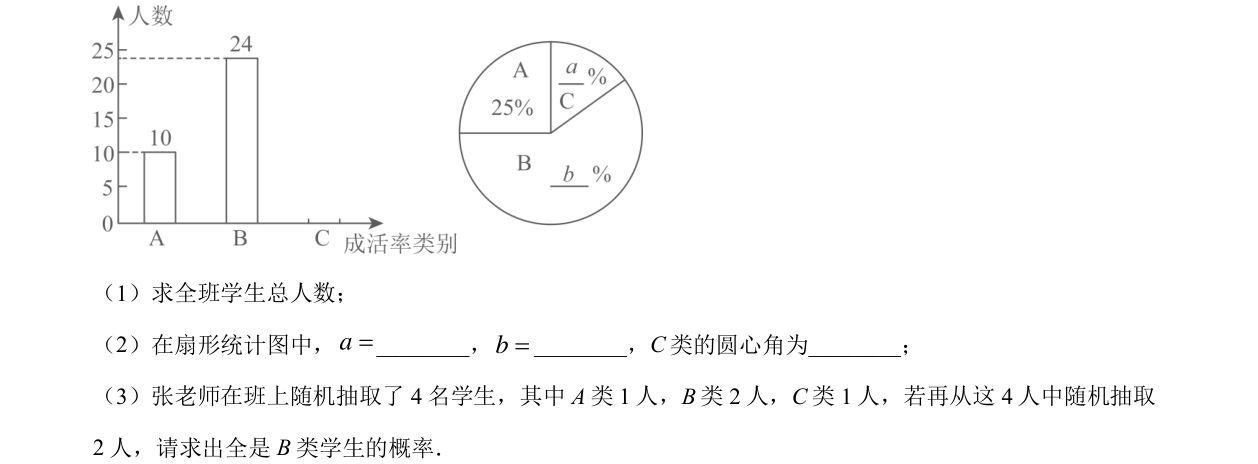 人数
25
20
15
10
5
0
10
24
A
B
C
成活率类别
A
25%
a %
C
B
b %
（1）求全班学生总人数；
（2）在扇形统计图中，a =________，b =________，C 类的圆心角为________；
（3）张老师在班上随机抽取了 4 名学生，其中 A 类 1 人，B 类 2 人，C 类 1 人，若再从这 4 人中随机抽取
2 人，请求出全是 B 类学生的概率．